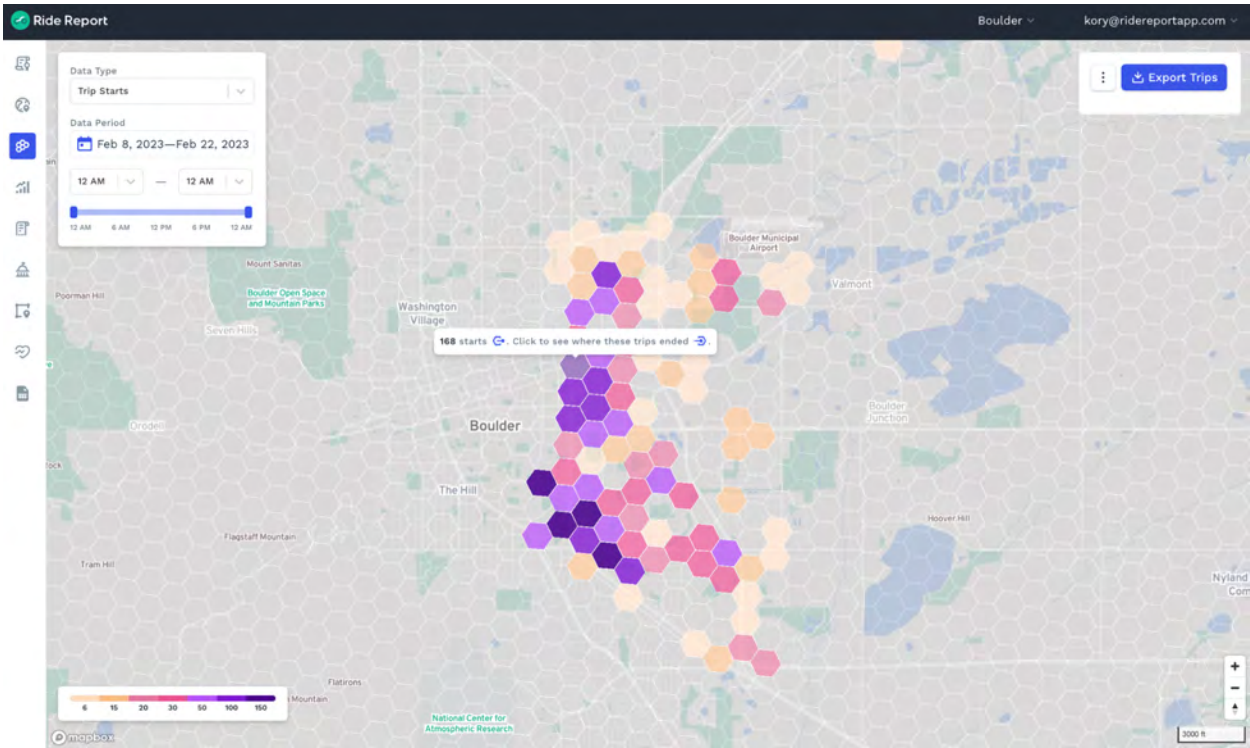 Ride Report
Boulder
kory@ridereportapp.com
Data Type
Trip Starts
Data Period
Feb 8, 2023—Feb 22, 2023
12 AM — 12 AM
12 AM 6 AM 12 PM 6 PM 12 AM
Export Trips
Boulder Municipal
Airport
Mount Sanitas
Valmont
Poorman Hill
Boulder Open Space
and Mountain Parks
Washington
Village
Seven Hills
168 starts . Click to see where these trips ended .
Boulder
Junction
Boulder
Orodell
The Hill
Hoover Hill
Flagstaff Mountain
Tram Hill
Nyland
Com
Flatirons
Mountain
6 15 20 30 50 100 150
National Center for
Atmospheric Research
mapbox
3000 ft